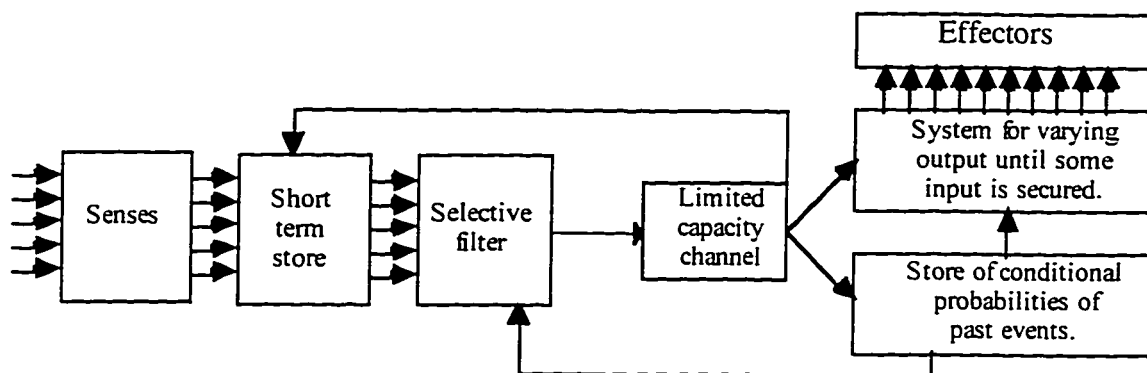 Senses
Short
term
store
Selective
filter
Limited
capacity
channel
Effectors
System for varying
output until some
input is secured.
Store of conditional
probabilities of
past events.